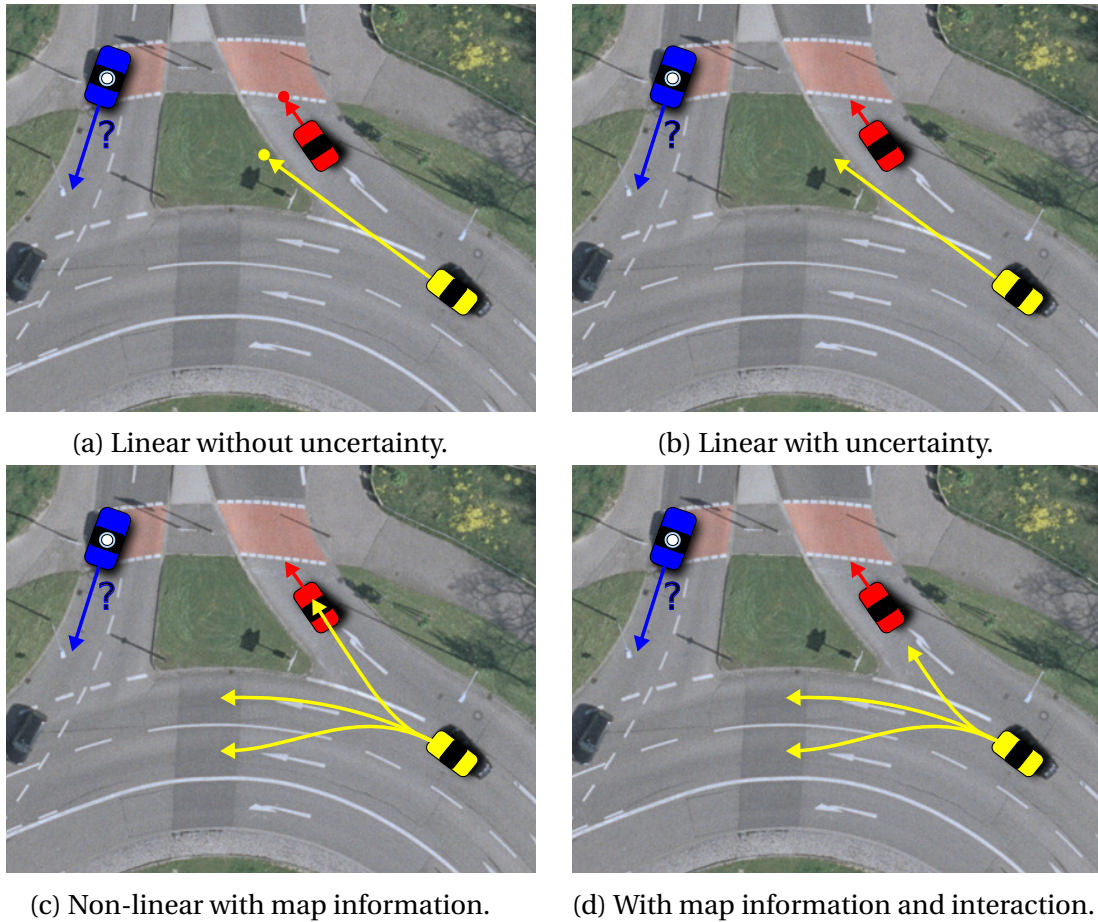 ?
?
(a) Linear without uncertainty.
(b) Linear with uncertainty.
?
?
(c) Non-linear with map information.
(d) With map information and interaction.